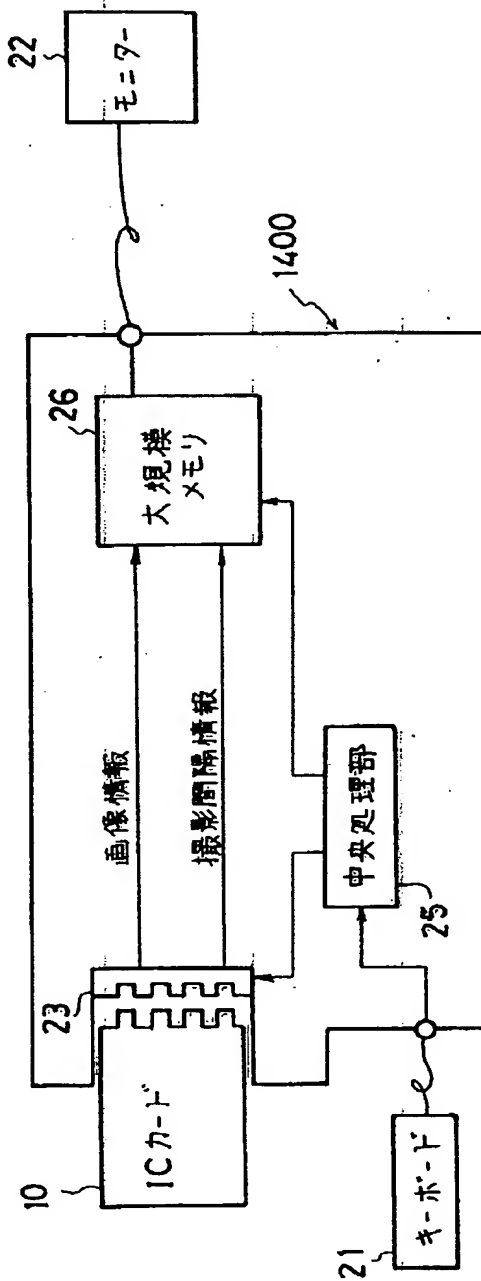 22
モニター
1400
26
大規模
メモリ
画像情報
撮影間隔情報
23
10
ICカード
中央処理部
25
21
キーボード